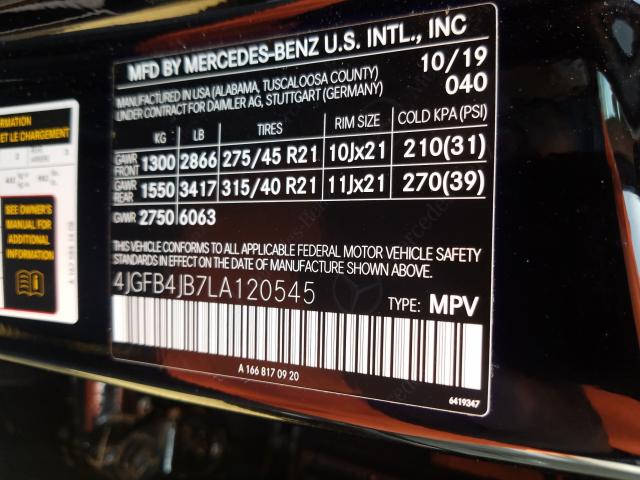 MFD BY MERCEDES-BENZ U.S. INTL., INC
MANUFACTURED IN USA (ALABAMA, TUSCALOOSA COUNTY) 10/19
UNDER CONTRACT FOR DAIMLER AG, STUTTGART (GERMANY) 040
KG LB TIRES RIM SIZE COLD KPA (PSI)
GAWR FRONT 1300 2866 275/45 R21 10Jx21 210(31)
GAWR REAR 1550 3417 315/40 R21 11Jx21 270(39)
GVWR 2750 6063
THIS VEHICLE CONFORMS TO ALL APPLICABLE FEDERAL MOTOR VEHICLE SAFETY
STANDARDS IN EFFECT ON THE DATE OF MANUFACTURE SHOWN ABOVE.
4JGFB4JB7LA120545 TYPE: MPV
A 166 817 09 20
6419347
ET LE CHARGEMENT
SEE OWNER'S
MANUAL FOR
ADDITIONAL
INFORMATION